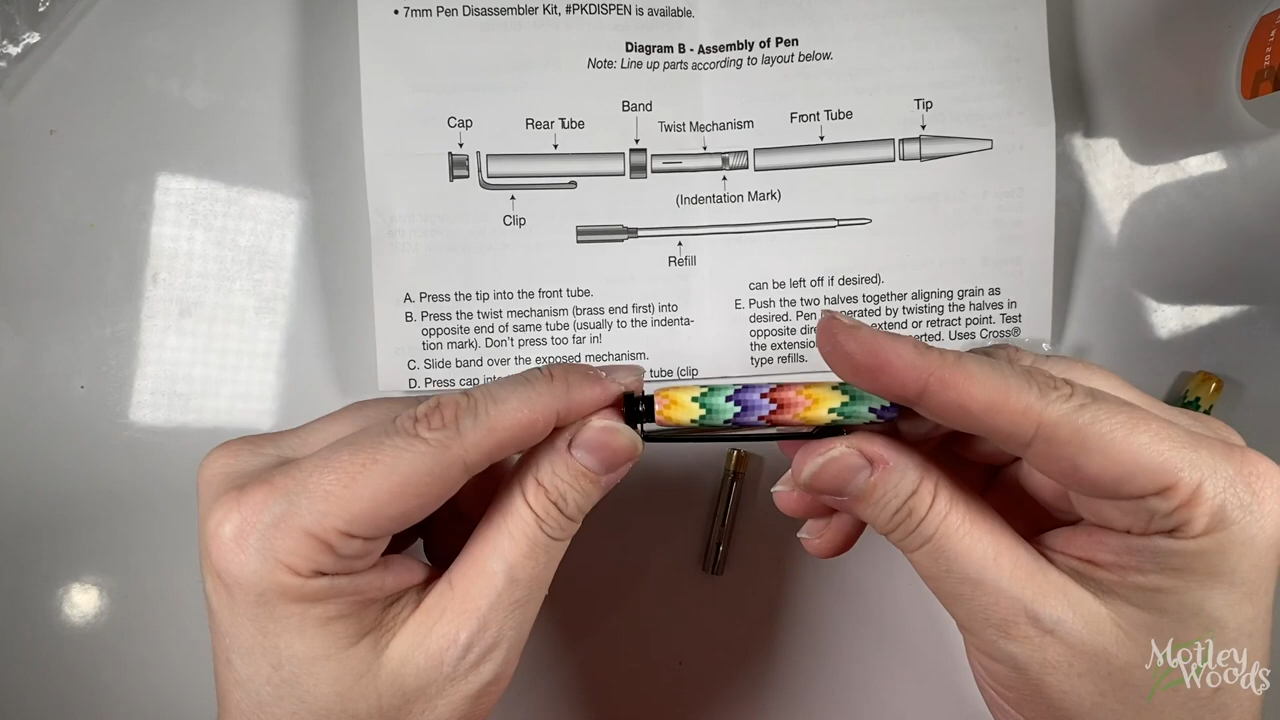 • 7mm Pen Disassembler Kit, #PKDISPEN is available.
Diagram B - Assembly of Pen
Note: Line up parts according to layout below.
Cap
Rear Tube
Band
Twist Mechanism
Front Tube
Tip
(Indentation Mark)
Clip
Refill
A. Press the tip into the front tube.
B. Press the twist mechanism (brass end first) into
opposite end of same tube (usually to the indenta-
tion mark). Don't press too far in!
C. Slide band over the exposed mechanism.
D. Press cap tube (clip
can be left off if desired).
E. Push the two halves together aligning grain as
desired. Pen by twisting the halves in
opposite extend or retract point. Test
the Uses Cross®
type refills.
Motley
Woods